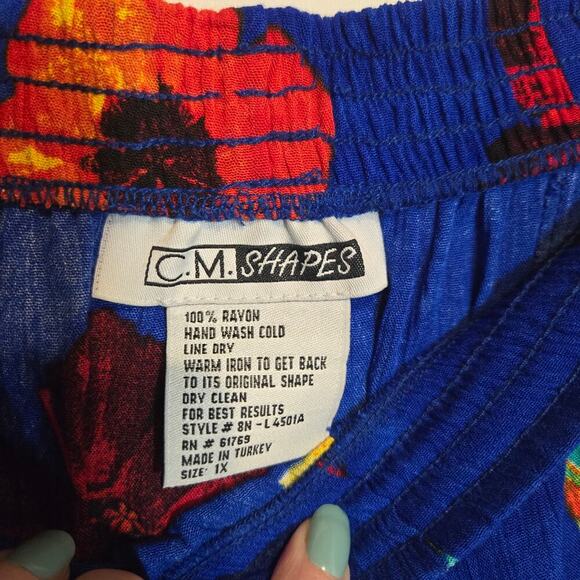 C.M. SHAPES
100% RAYON
HAND WASH COLD
LINE DRY
WARM IRON TO GET BACK
TO ITS ORIGINAL SHAPE
DRY CLEAN
FOR BEST RESULTS
STYLE # 8N-L4501A
RN # 61769
MADE IN TURKEY
SIZE: 1X